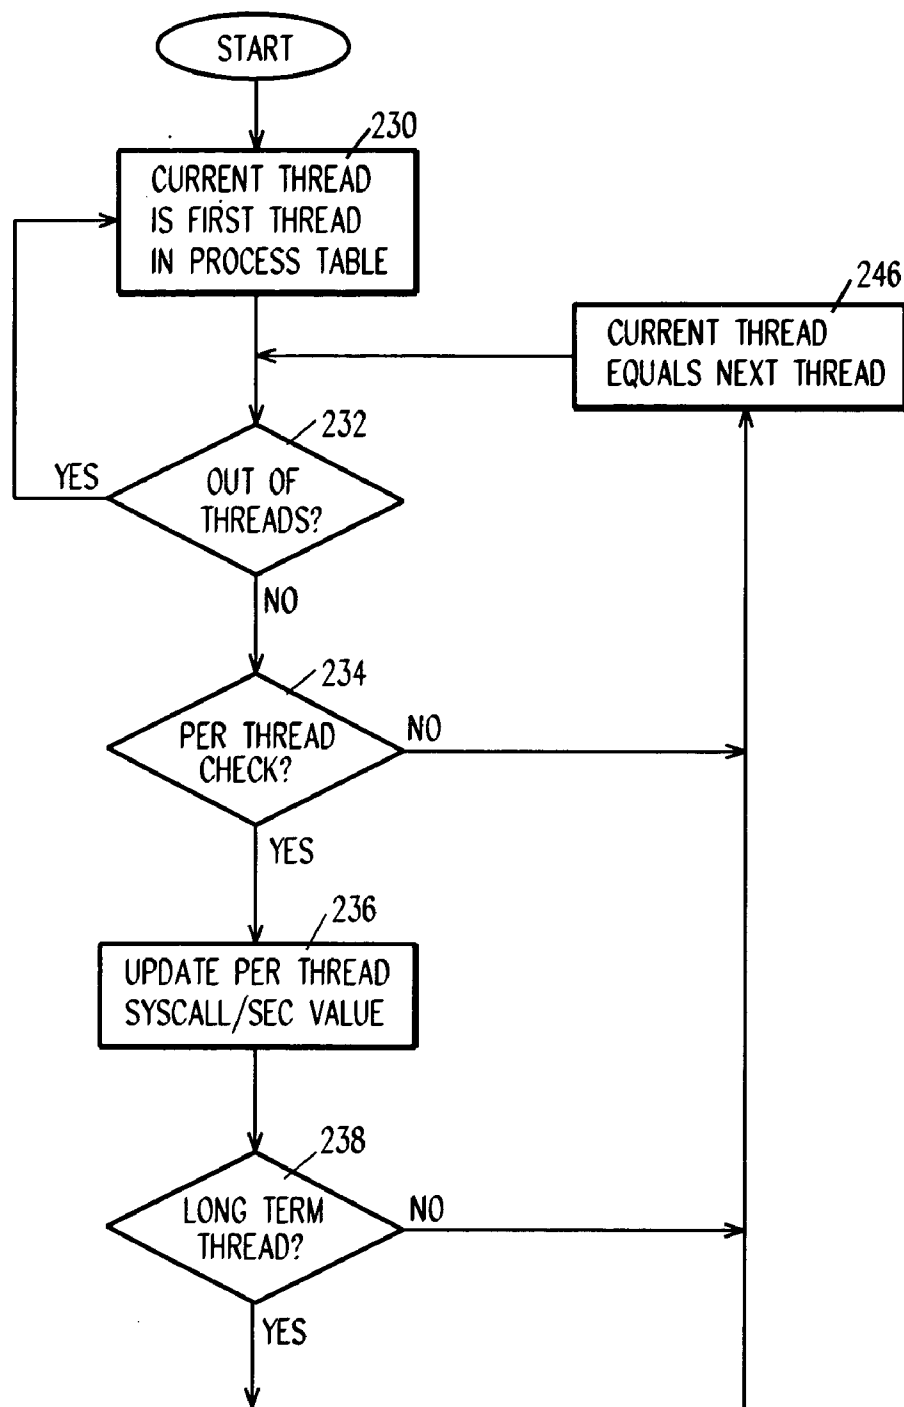 START
230
CURRENT THREAD
IS FIRST THREAD
IN PROCESS TABLE
246
CURRENT THREAD
EQUALS NEXT THREAD
232
YES
OUT OF
THREADS?
NO
234
PER THREAD
CHECK?
NO
YES
236
UPDATE PER THREAD
SYSCALL/SEC VALUE
238
LONG TERM
THREAD?
NO
YES